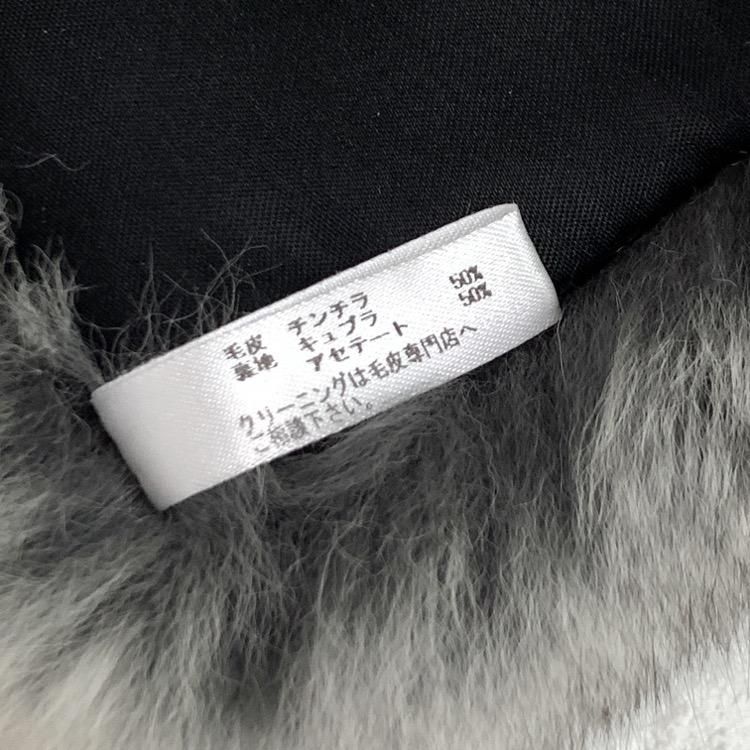 毛皮 チンチラ
裏地 キュプラ 50%
アセテート 50%
クリーニングは毛皮専門店へ
ご相談下さい。